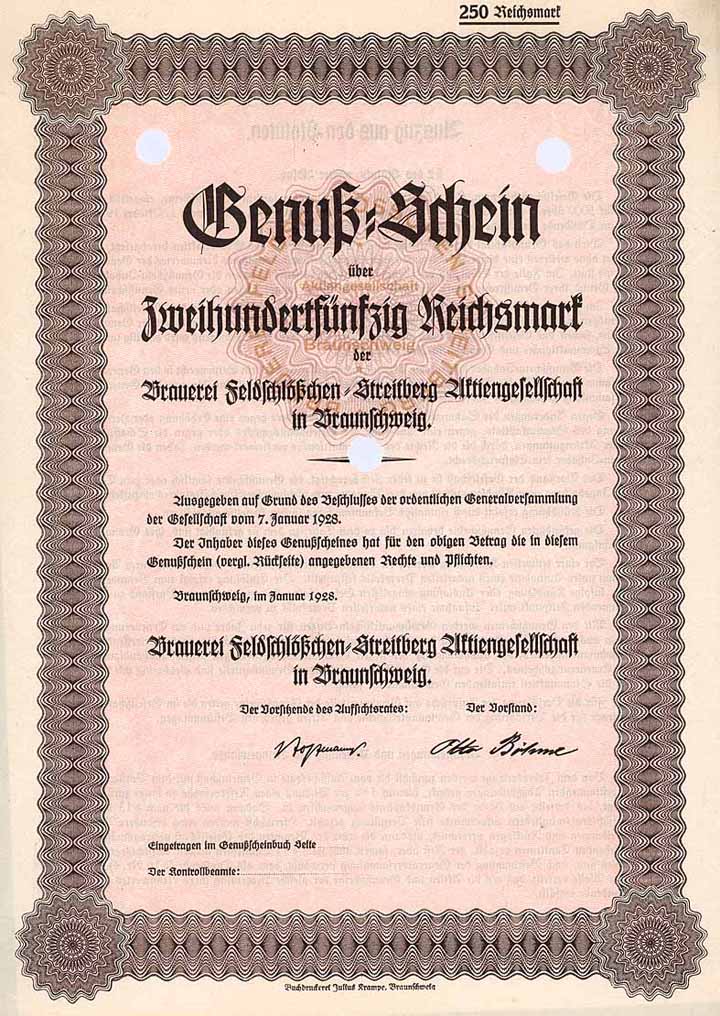 250 Reichsmark
Genuß-Schein
über
Zweihundertfünfzig Reichsmark
der
Brauerei Feldschlößchen-Streitberg Aktiengesellschaft
in Braunschweig.
Aktiengesellschaft
Braunschweig
Ausgegeben auf Grund des Beschlusses der ordentlichen Generalversammlung
der Gesellschaft vom 7. Januar 1928.
Der Inhaber dieses Genußscheines hat für den obigen Betrag die in diesem
Genußschein (vergl. Rückseite) angegebenen Rechte und Pflichten.
Braunschweig, im Januar 1928.
Brauerei Feldschlößchen-Streitberg Aktiengesellschaft
in Braunschweig.
Der Vorsitzende des Aufsichtsrates: Der Vorstand:
Otto Böhme
Eingetragen im Genußscheinbuch Seite
Der Kontrollbeamte:
Buchdruckerei Julius Krampe, Braunschweig